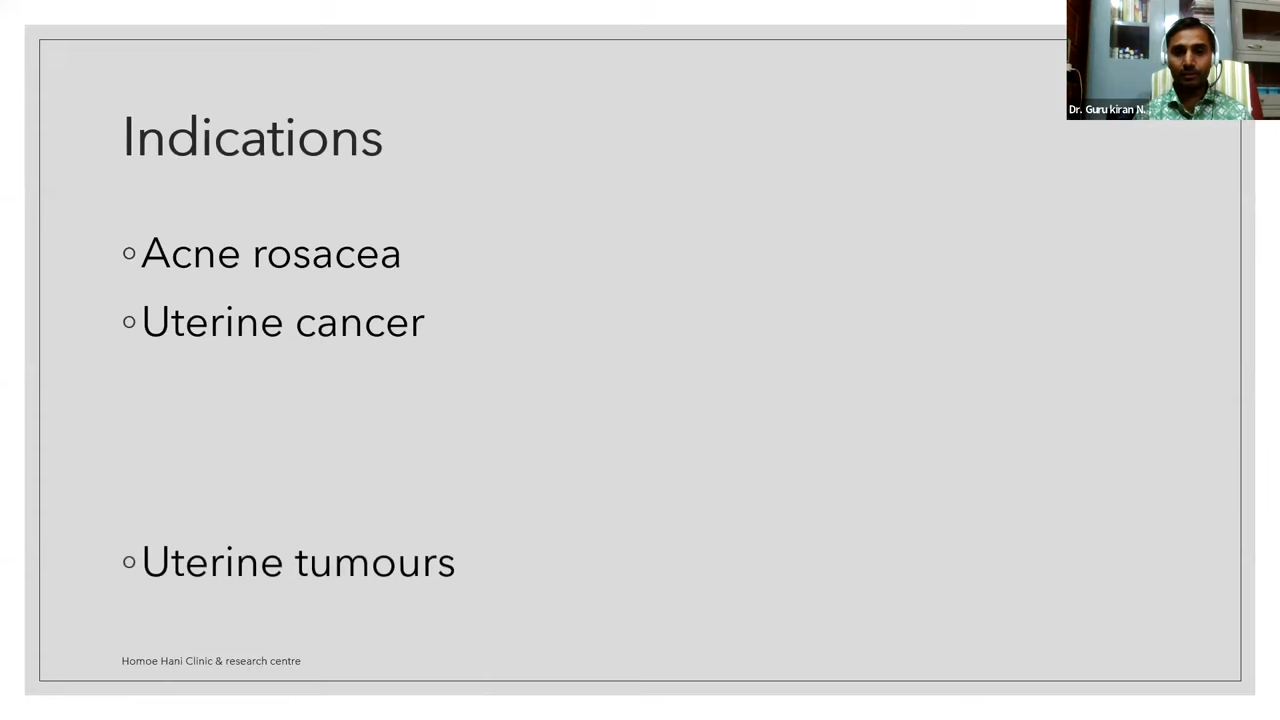 Dr. Guru kiran N...
Indications
◦Acne rosacea
◦Uterine cancer
◦Uterine tumours
Homoe Hani Clinic & research centre